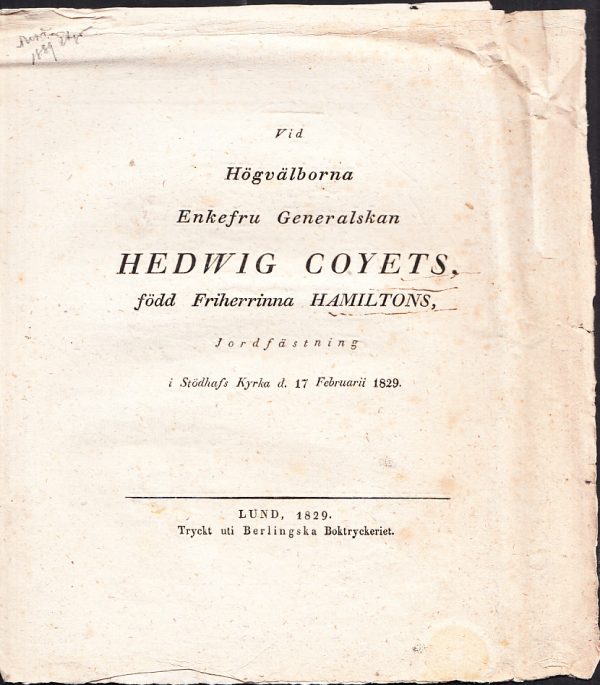 Vid
Högvälborna
Enkefru Generalskan
HEDWIG COYETS,
född Friherrinna HAMILTONS,
Jordfästning
i Stödhafs Kyrka d. 17 Februarii 1829.
LUND, 1829.
Tryckt uti Berlingska Boktryckeriet.